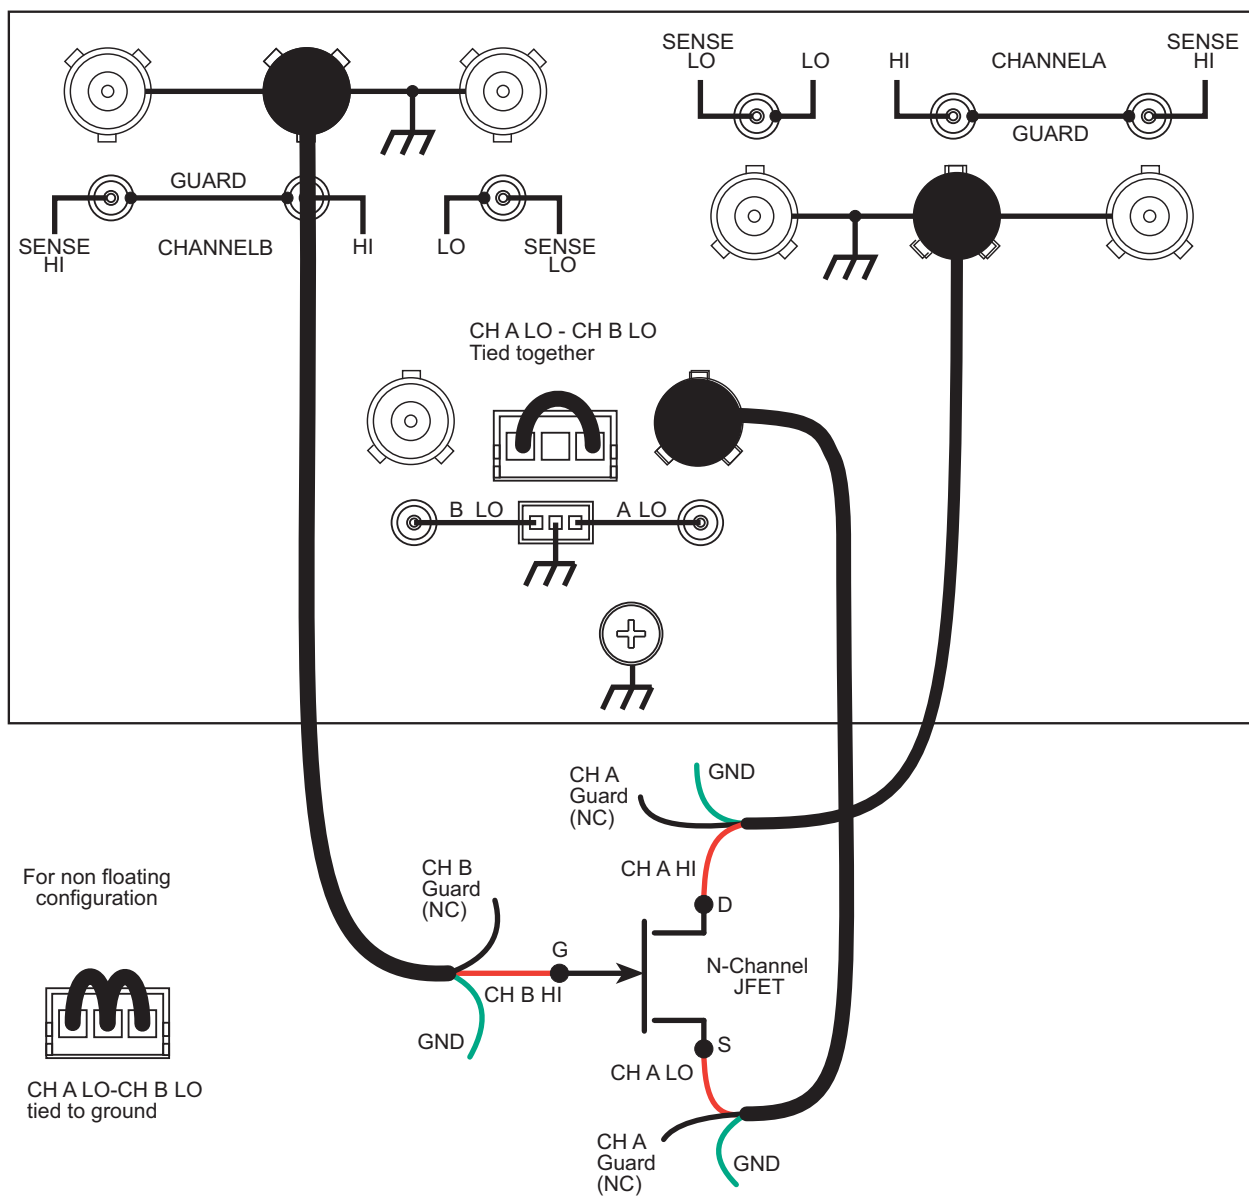 SENSE
LO
LO
HI
CHANNELA
SENSE
HI
GUARD
GUARD
SENSE
HI
CHANNELB
HI
LO
SENSE
LO
CH A LO - CH B LO
Tied together
B LO
A LO
CH A
Guard
(NC)
GND
CH A HI
D
CH B
Guard
(NC)
G
CH B HI
GND
N-Channel
JFET
S
CH A LO
CH A
Guard
(NC)
GND
For non floating
configuration
CH A LO-CH B LO
tied to ground